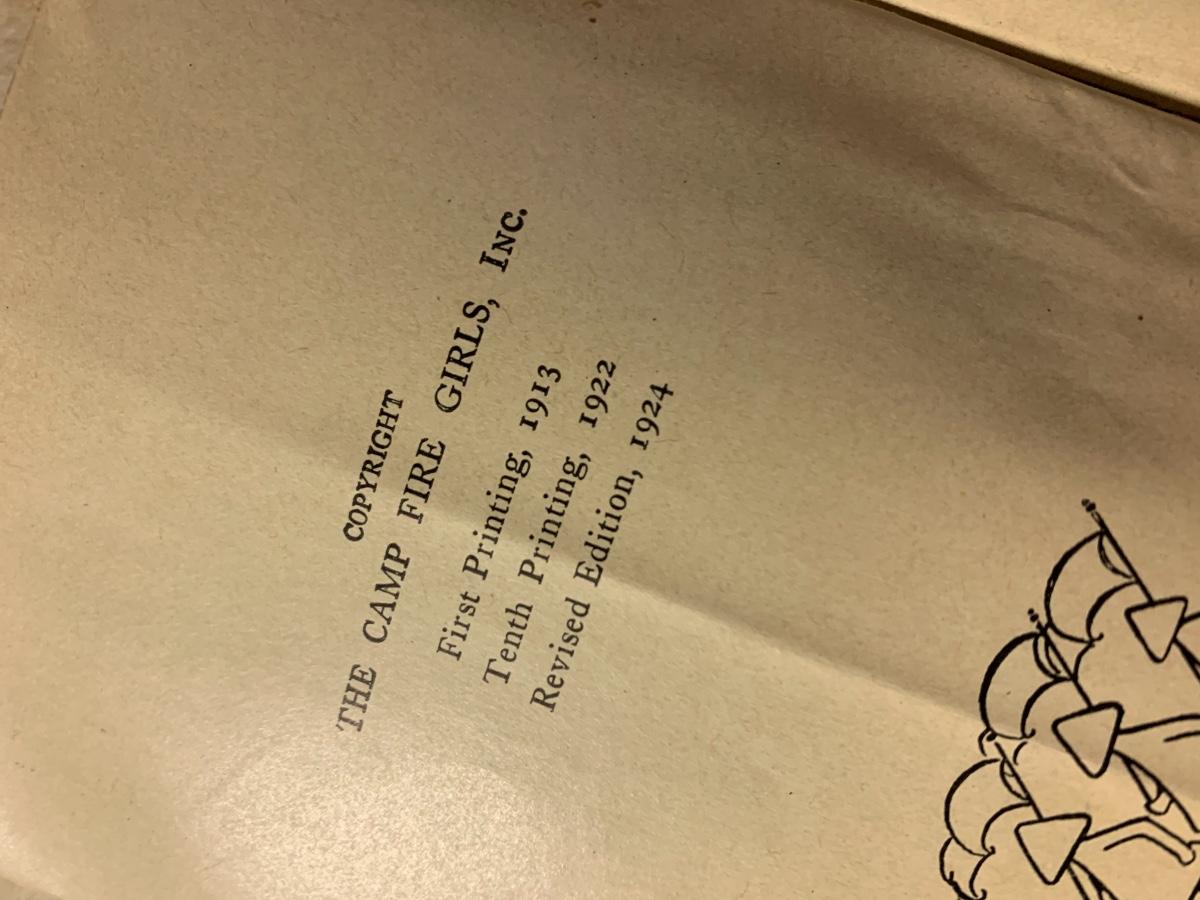 COPYRIGHT
THE CAMP FIRE GIRLS, INC.
First Printing, 1913
Tenth Printing, 1922
Revised Edition, 1924